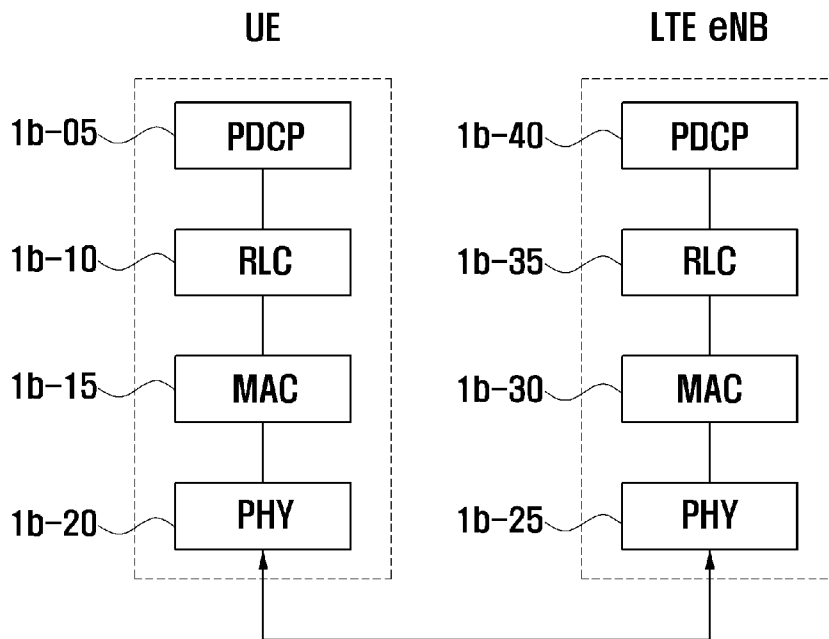 UE
LTE eNB
1b-05
PDCP
1b-40
PDCP
1b-10
RLC
1b-35
RLC
1b-15
MAC
1b-30
MAC
1b-20
PHY
1b-25
PHY